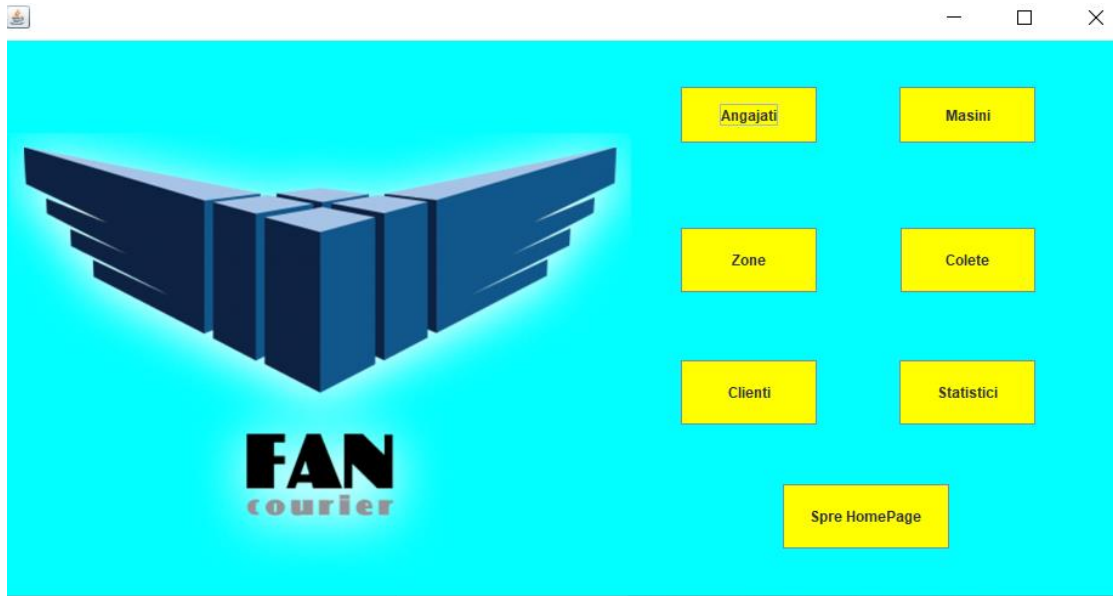 Angajati
Masini
Zone
Colete
Clienti
Statistici
Spre HomePage
FAN
courier